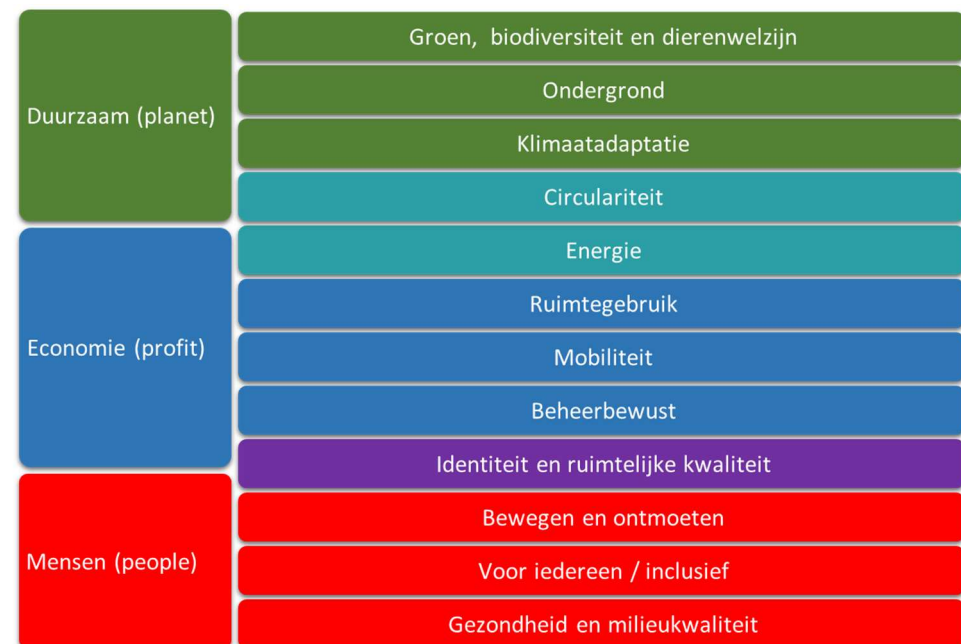 Duurzaam (planet)
Groen, biodiversiteit en dierenwelzijn
Ondergrond
Klimaatadaptatie
Circulariteit
Economie (profit)
Energie
Ruimtegebruik
Mobiliteit
Beheerbewust
Identiteit en ruimtelijke kwaliteit
Mensen (people)
Bewegen en ontmoeten
Voor iedereen / inclusief
Gezondheid en milieukwaliteit